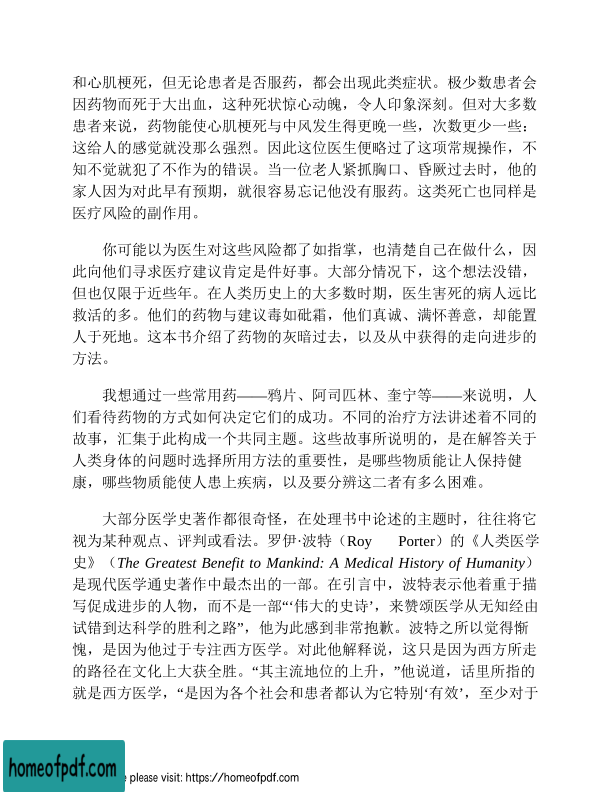 和心肌梗死，但无论患者是否服药，都会出现此类症状。极少数患者会
因药物而死于大出血，这种死状惊心动魄，令人印象深刻。但对大多数
患者来说，药物能使心肌梗死与中风发生得更晚一些，次数更少一些：
这给人的感觉就没那么强烈。因此这位医生便略过了这项常规操作，不
知不觉就犯了不作为的错误。当一位老人紧抓胸口、昏厥过去时，他的
家人因为对此早有预期，就很容易忘记他没有服药。这类死亡也同样是
医疗风险的副作用。
你可能以为医生对这些风险都了如指掌，也清楚自己在做什么，因
此向他们寻求医疗建议肯定是件好事。大部分情况下，这个想法没错，
但也仅限于近些年。在人类历史上的大多数时期，医生害死的病人远比
救活的多。他们的药物与建议毒如砒霜，他们真诚、满怀善意，却能置
人于死地。这本书介绍了药物的灰暗过去，以及从中获得的走向进步的
方法。
我想通过一些常用药——鸦片、阿司匹林、奎宁等——来说明，人
们看待药物的方式如何决定它们的成功。不同的治疗方法讲述着不同的
故事，汇集于此构成一个共同主题。这些故事所说明的，是在解答关于
人类身体的问题时选择所用方法的重要性，是哪些物质能让人保持健
康，哪些物质能使人患上疾病，以及要分辨这二者有多么困难。
大部分医学史著作都很奇怪，在处理书中论述的主题时，往往将它
视为某种观点、评判或看法。罗伊·波特（Roy Porter）的《人类医学
史》（The Greatest Benefit to Mankind: A Medical History of Humanity）
是现代医学通史著作中最杰出的一部。在引言中，波特表示他着重于描
写促成进步的人物，而不是一部“‘伟大的史诗’，来赞颂医学从无知经由
试错到达科学的胜利之路”，他为此感到非常抱歉。波特之所以觉得惭
愧，是因为他过于专注西方医学。对此他解释说，这只是因为西方所走
的路径在文化上大获全胜。“其主流地位的上升，”他说道，话里所指的
就是西方医学，“是因为各个社会和患者都认为它特别‘有效’，至少对于
homeofpdf.com
e please visit: https://homeofpdf.com